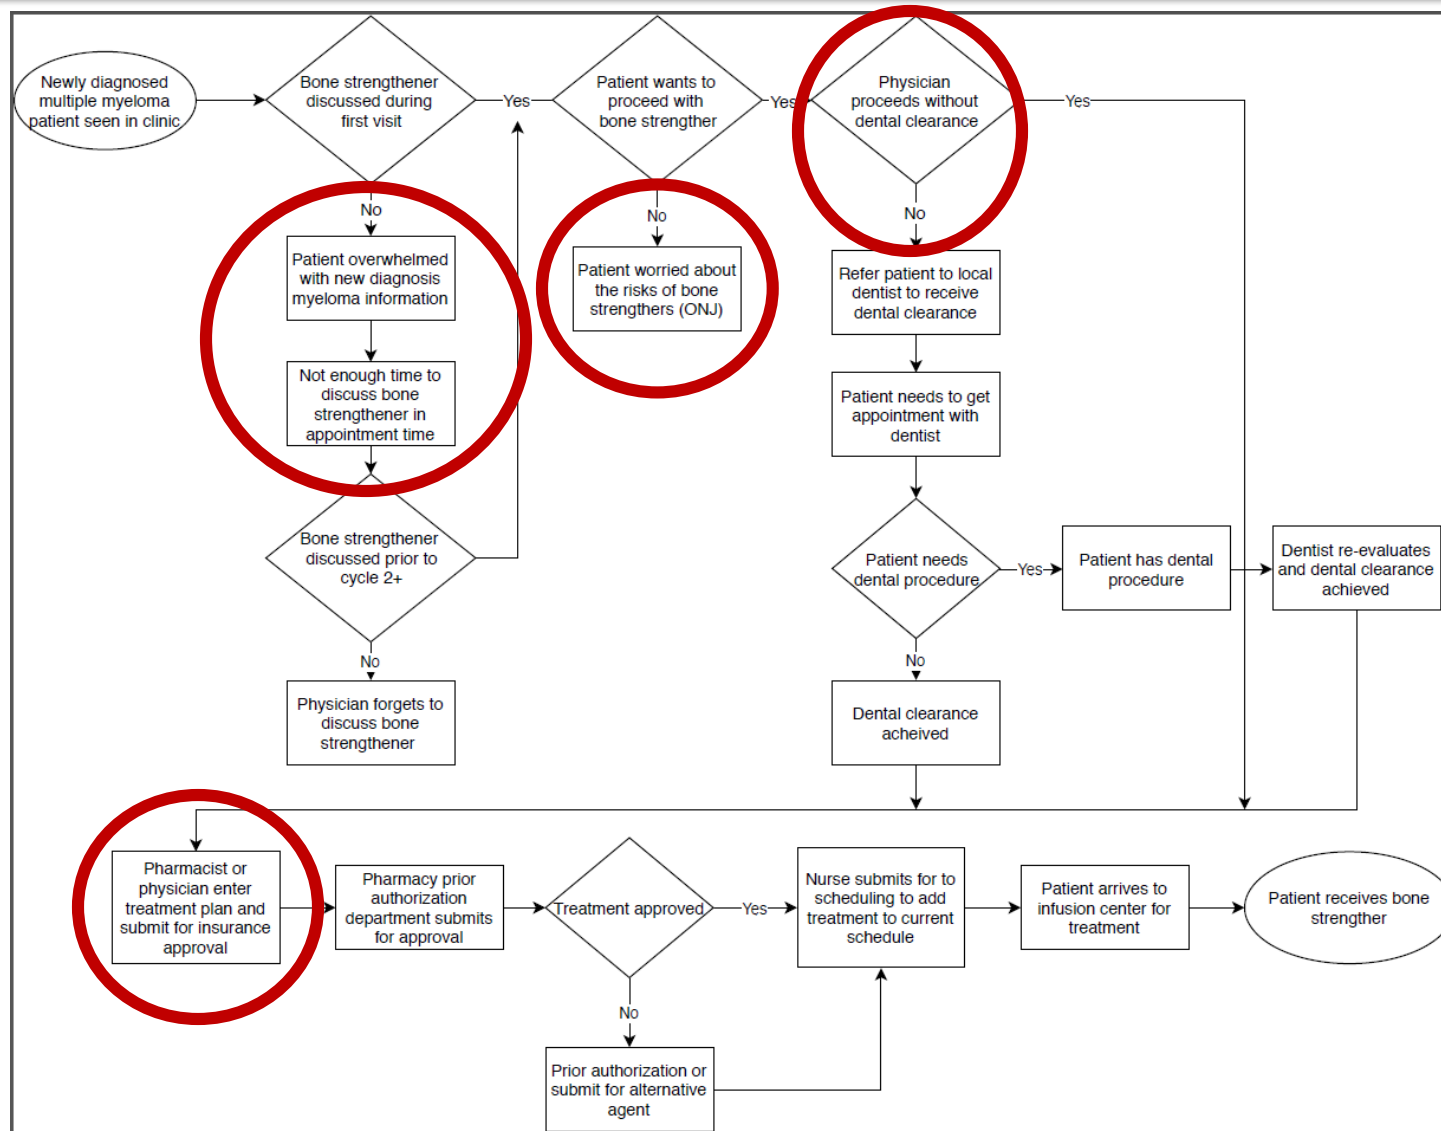 Newly diagnosed
multiple myeloma
patient seen in clinic
Bone strengthener
discussed during
first visit
Yes
Patient wants to
proceed with
bone strengther
Yes
Physician
proceeds without
dental clearance
Yes
No
Patient overwhelmed
with new diagnosis
myeloma information
Not enough time to
discuss bone
strengthener in
appointment time
Bone strengthener
discussed prior to
cycle 2+
No
Physician forgets to
discuss bone
strengthener
No
Patient worried about
the risks of bone
strengthers (ONJ)
No
Refer patient to local
dentist to receive
dental clearance
Patient needs to get
appointment with
dentist
Patient needs
dental procedure
Yes
Patient has dental
procedure
Dentist re-evaluates
and dental clearance
achieved
No
Dental clearance
acheived
Pharmacist or
physician enter
treatment plan and
submit for insurance
approval
Pharmacy prior
authorization
department submits
for approval
Treatment approved
Yes
Nurse submits for to
scheduling to add
treatment to current
schedule
Patient arrives to
infusion center for
treatment
Patient receives bone
strengther
No
Prior authorization or
submit for alternative
agent